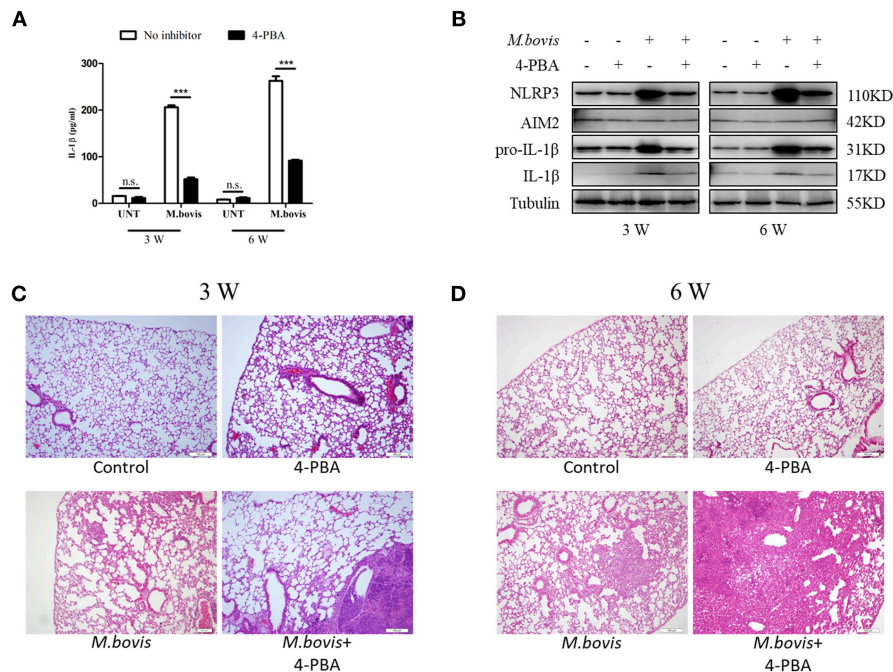 A
No inhibitor 4-PBA
IL-1β (pg/ml)
300
200
100
0
n.s. *** n.s. ***
UNT M.bovis UNT M.bovis
3 W 6 W
B
M.bovis - - + + - - + +
4-PBA - + - + - + - +
NLRP3 110KD
AIM2 42KD
pro-IL-1β 31KD
IL-1β 17KD
Tubulin 55KD
3 W 6 W
C 3 W
Control 4-PBA
M.bovis M.bovis+
4-PBA
D 6 W
Control 4-PBA
M.bovis M.bovis+
4-PBA